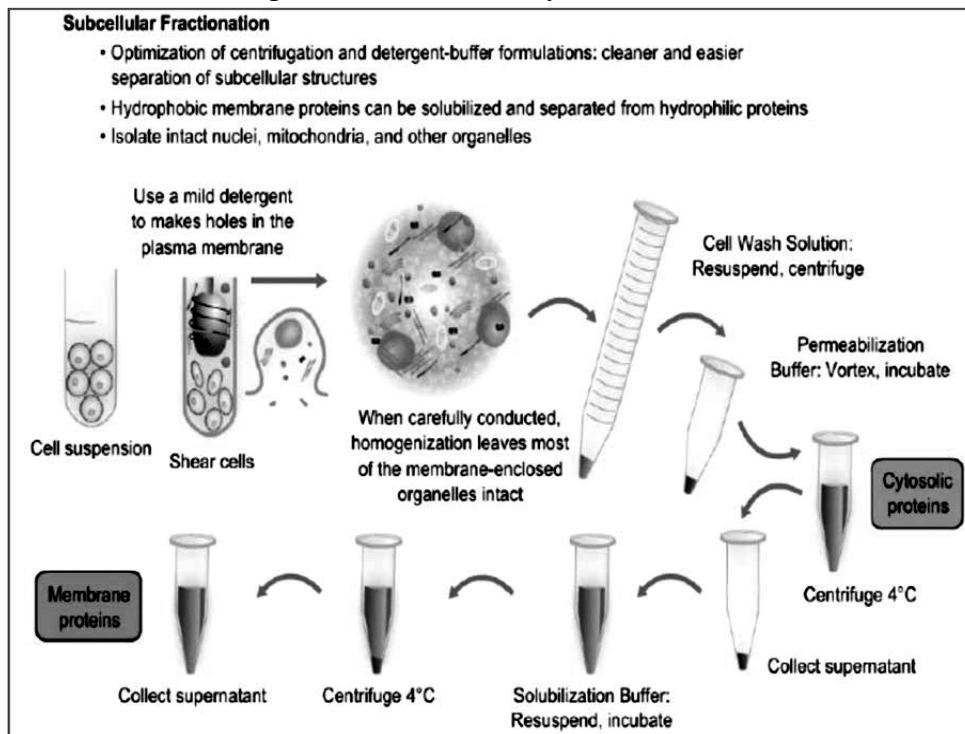 Subcellular Fractionation
• Optimization of centrifugation and detergent-buffer formulations: cleaner and easier
separation of subcellular structures
• Hydrophobic membrane proteins can be solubilized and separated from hydrophilic proteins
• Isolate intact nuclei, mitochondria, and other organelles
Use a mild detergent
to makes holes in the
plasma membrane
Cell Wash Solution:
Resuspend, centrifuge
Permeabilization
Buffer: Vortex, incubate
Cell suspension
Shear cells
When carefully conducted,
homogenization leaves most
of the membrane-enclosed
organelles intact
Cytosolic
proteins
Centrifuge 4°C
Collect supernatant
Solubilization Buffer:
Resuspend, incubate
Centrifuge 4°C
Collect supernatant
Membrane
proteins